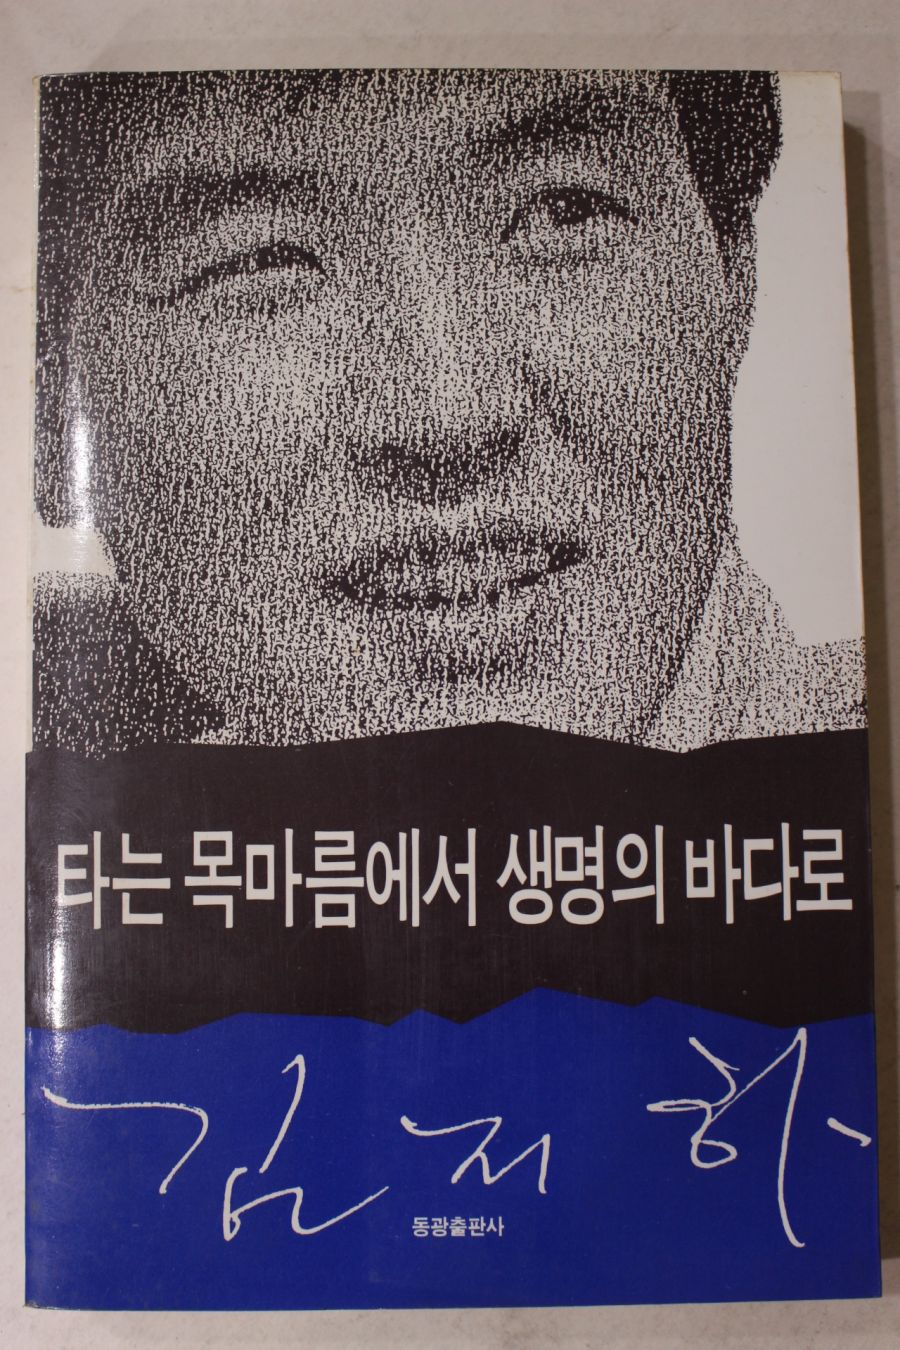 타는 목마름에서 생명의 바다로
김지하
동광출판사